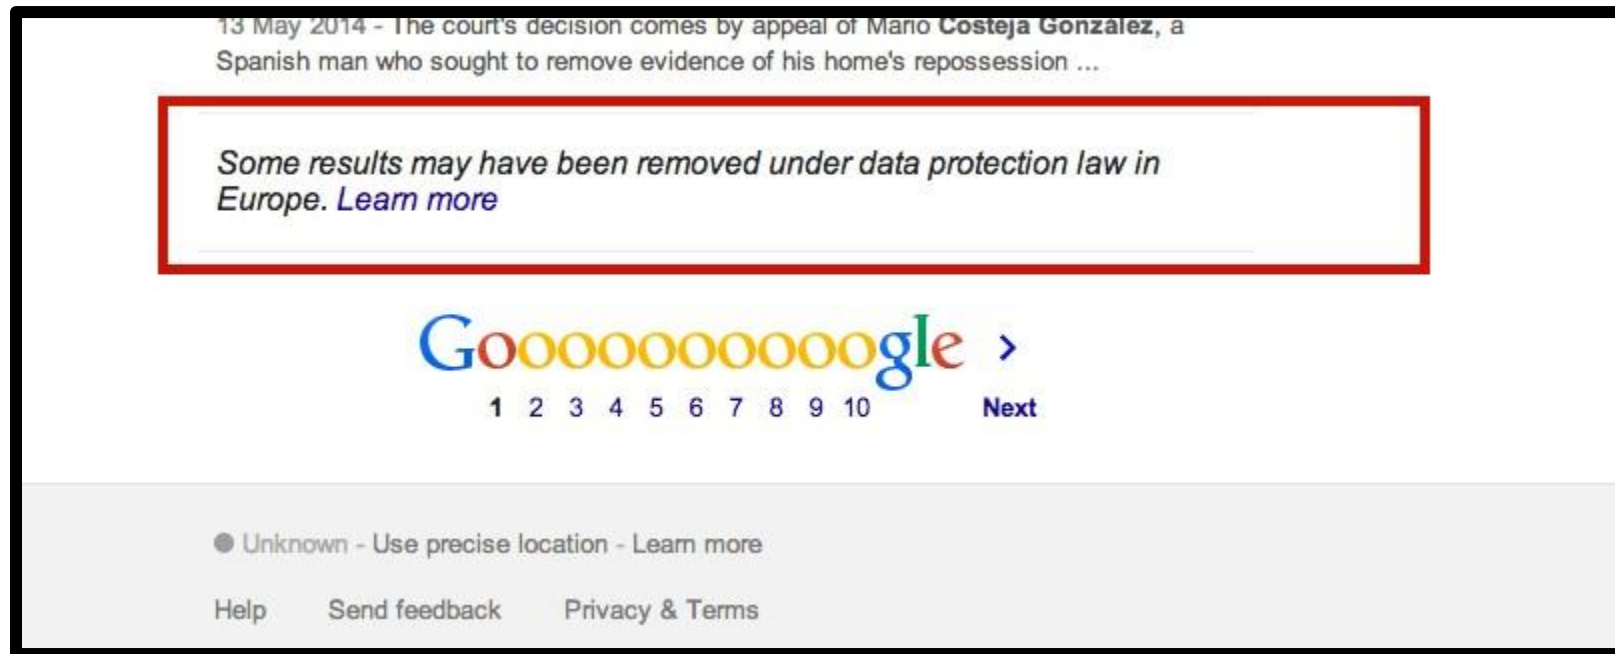 13 May 2014 - The court's decision comes by appeal of Mario Costeja González, a
Spanish man who sought to remove evidence of his home's repossession ...
Some results may have been removed under data protection law in
Europe. Learn more
Goooooooooogle >
1 2 3 4 5 6 7 8 9 10 Next
Unknown - Use precise location - Learn more
Help Send feedback Privacy & Terms